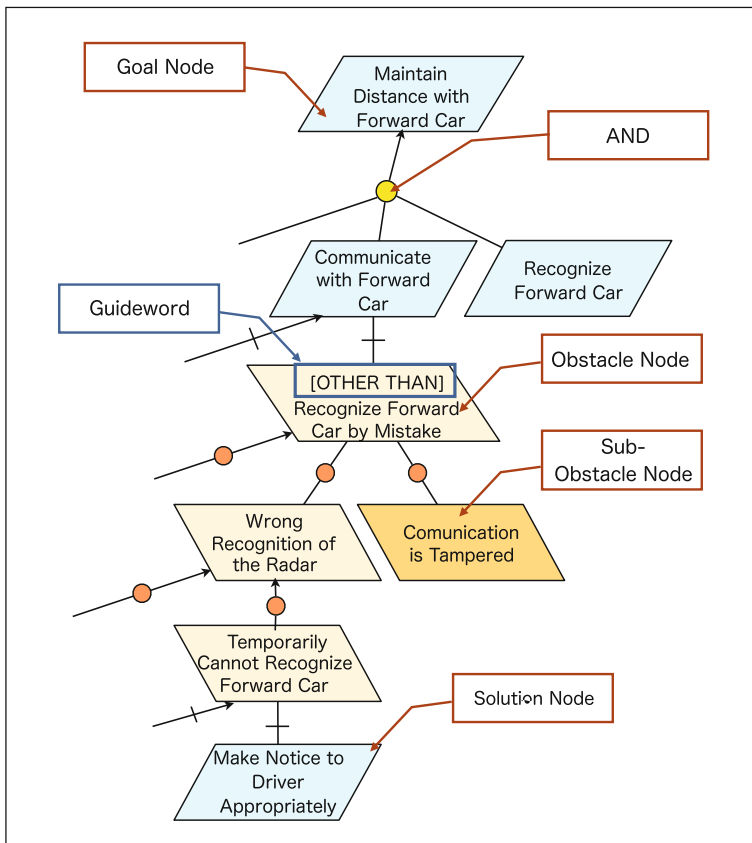 Goal Node
Maintain
Distance with
Forward Car
AND
Communicate
with Forward
Car
Recognize
Forward Car
Guideword
[OTHER THAN]
Recognize Forward
Car by Mistake
Obstacle Node
Sub-
Obstacle Node
Wrong
Recognition of
the Radar
Comunication
is Tampered
Temporarily
Cannot Recognize
Forward Car
Solution Node
Make Notice to
Driver
Appropriately